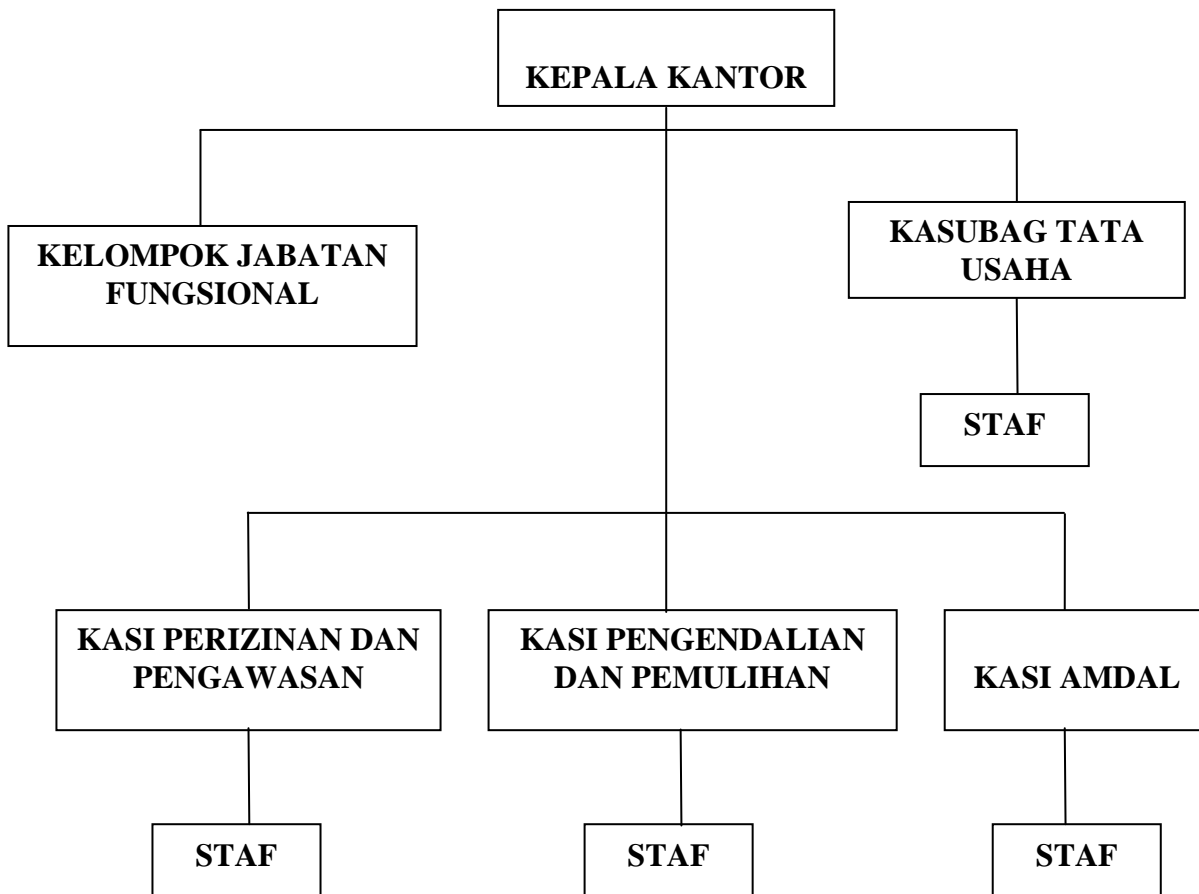 KEPALA KANTOR
KELOMPOK JABATAN
FUNGSIONAL
KASUBAG TATA
USAHA
STAF
KASI PERIZINAN DAN
PENGAWASAN
KASI PENGENDALIAN
DAN PEMULIHAN
KASI AMDAL
STAF
STAF
STAF